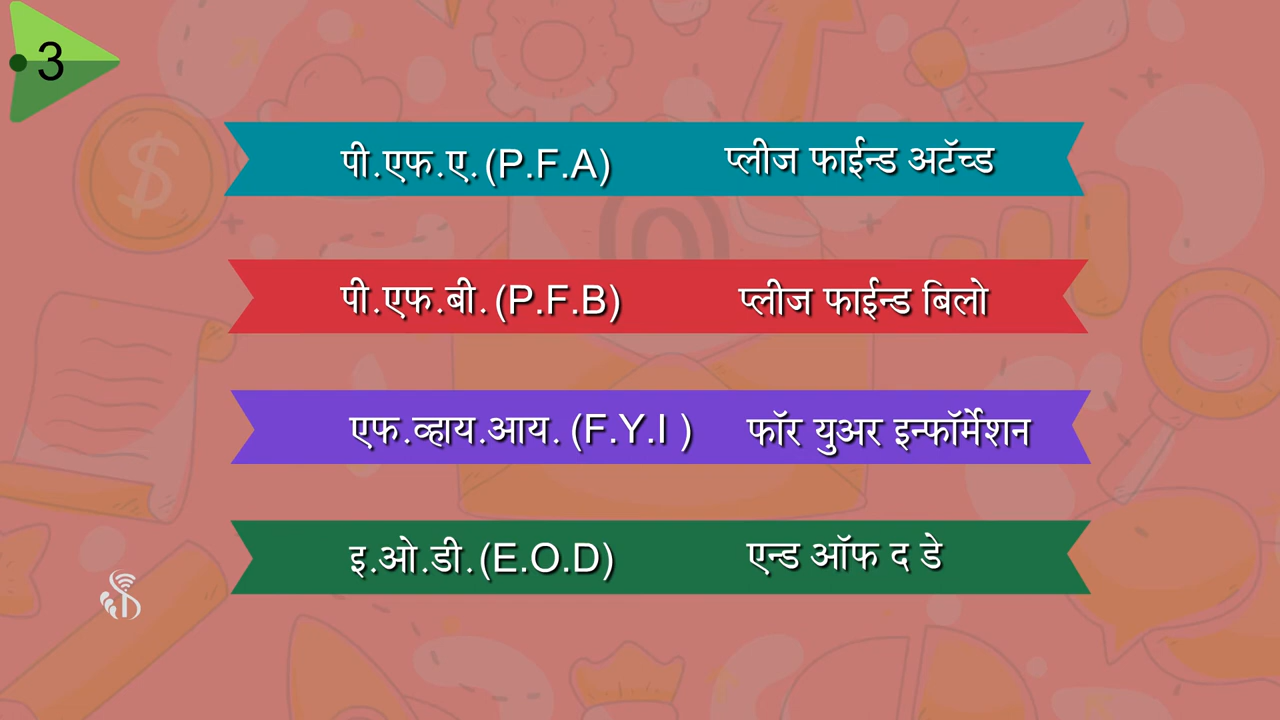 3
पी.एफ.ए. (P.F.A) प्लीज फाईन्ड अटॅच्ड
पी.एफ.बी. (P.F.B) प्लीज फाईन्ड बिलो
एफ.व्हाय.आय. (F.Y.I ) फॉर युअर इन्फॉर्मेशन
इ.ओ.डी. (E.O.D) एन्ड ऑफ द डे